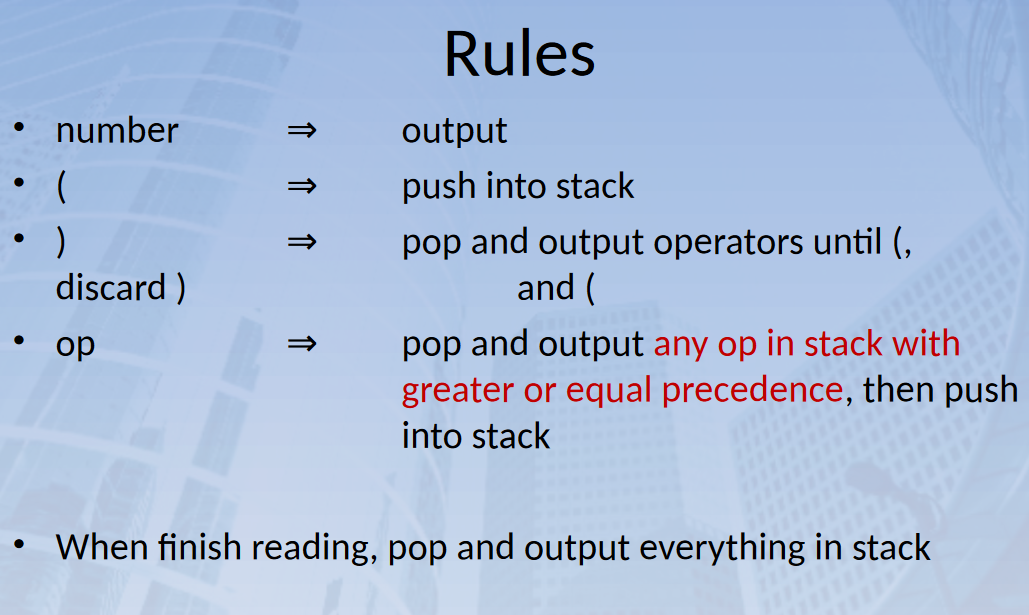 Rules
• number ⇒ output
• ( ⇒ push into stack
• ) ⇒ pop and output operators until (,
discard ) and (
• op ⇒ pop and output any op in stack with
greater or equal precedence, then push
into stack
• When finish reading, pop and output everything in stack